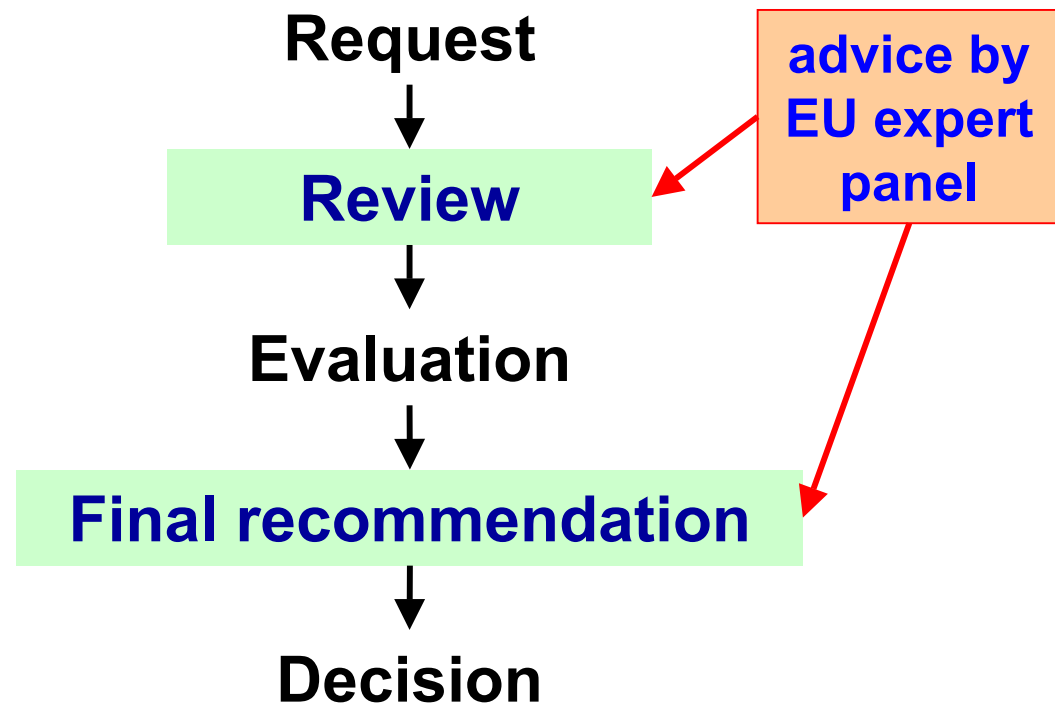 Request
advice by
EU expert
panel
Review
Evaluation
Final recommendation
Decision